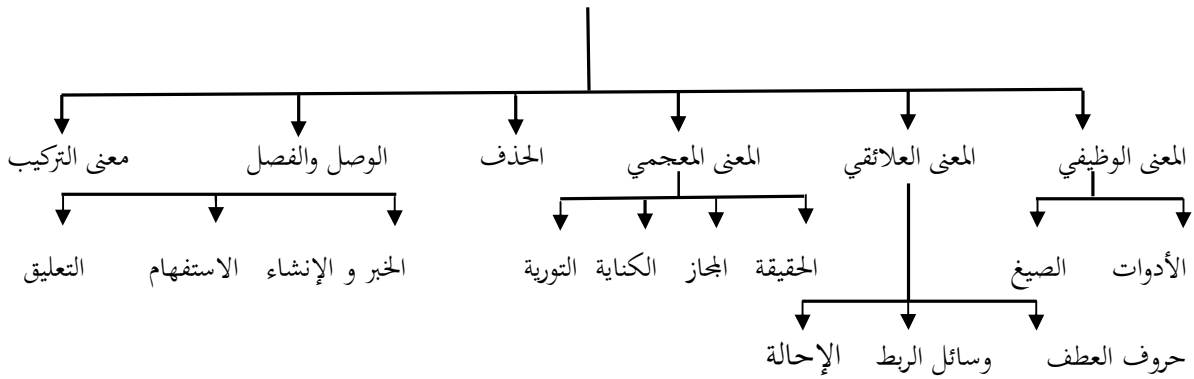 المعنى الوظيفي المعنى العلائقي المعنى المعجمي الحذف الوصل والفصل معنى التركيب
الأدوات الصيغ الحقيقة المجاز الكناية التورية الخبر و الإنشاء الاستفهام التعليق
حروف العطف وسائل الربط الإحالة